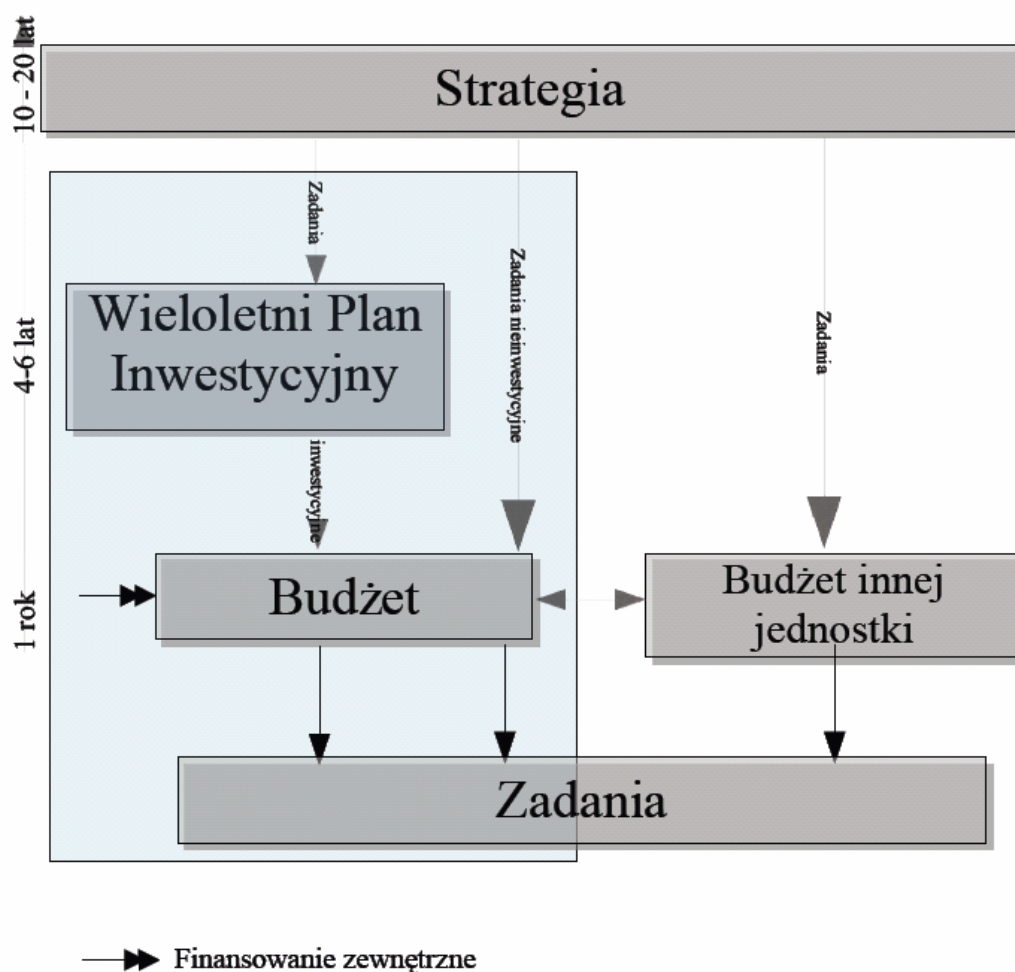 10 - 20 lat
Strategia
Zadania
Zadania nieinwestycyjne
Zadania
Wieloletni Plan
Inwestycyjny
4-6 lat
inwestycyjne
Budżet
Budżet innej
jednostki
1 rok
Zadania
Finansowanie zewnętrzne